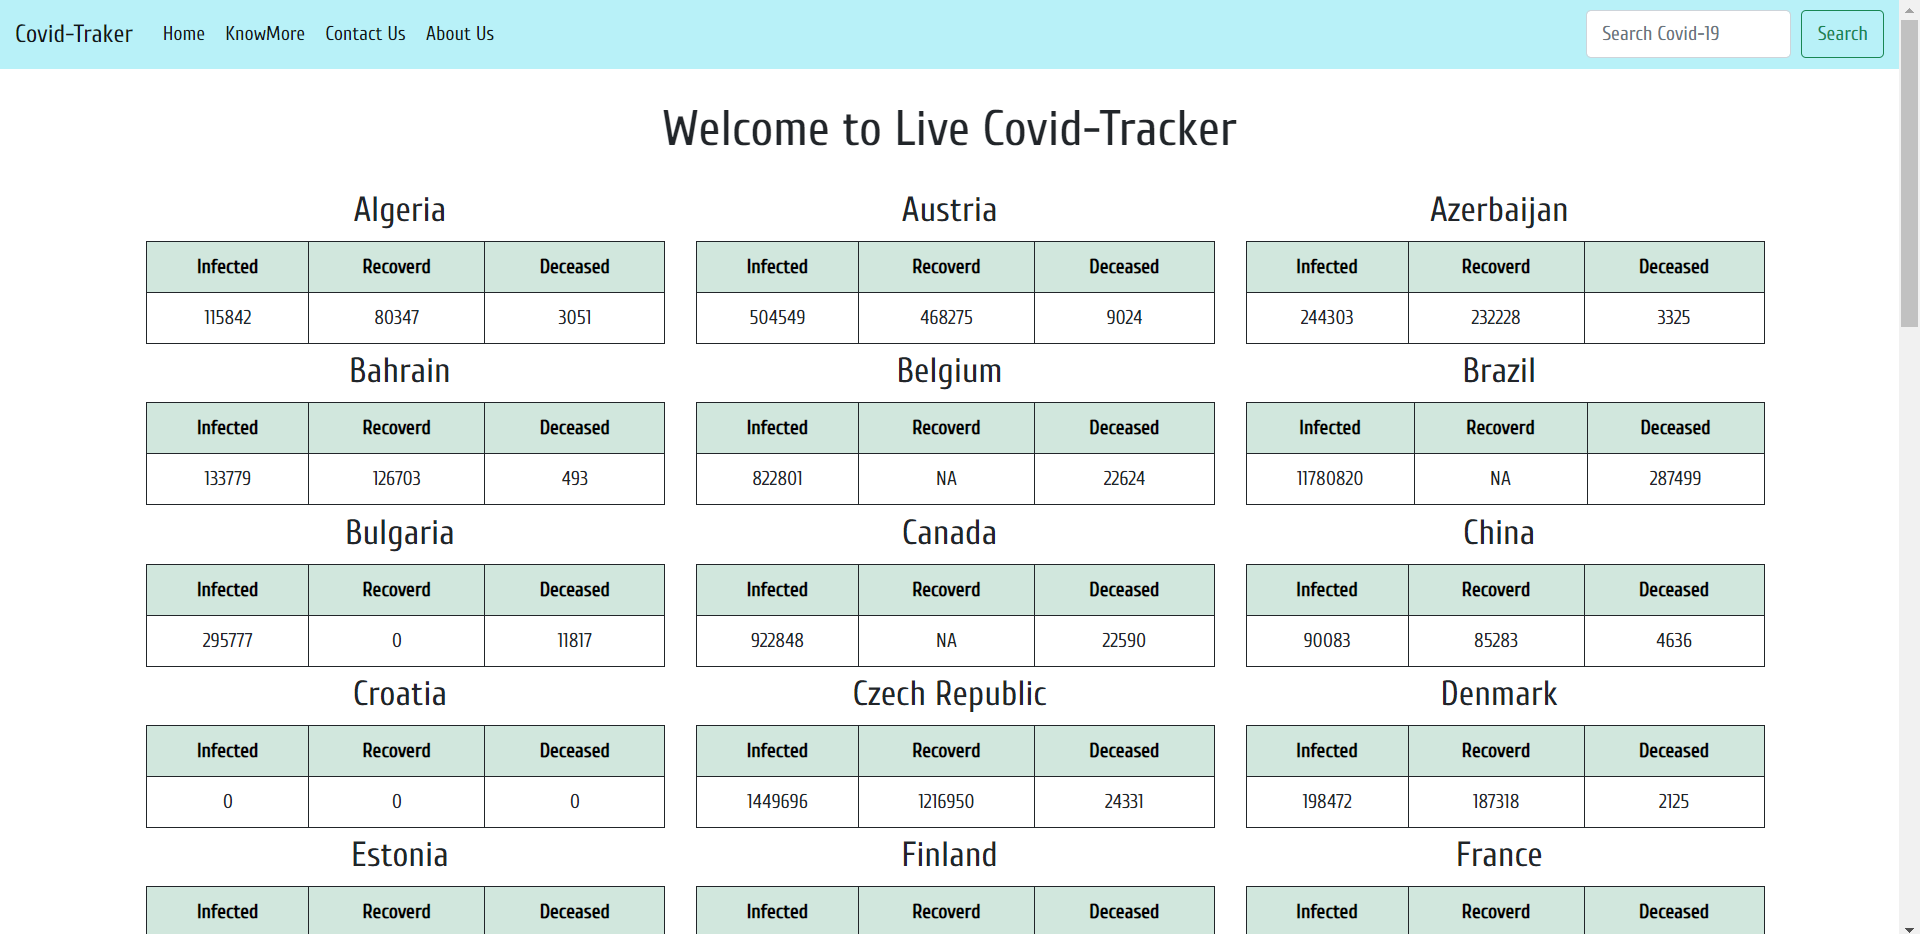 Covid-Traker Home KnowMore Contact Us About Us Search Covid-19 Search
Welcome to Live Covid-Tracker
Algeria Austria Azerbaijan
Infected Recoverd Deceased Infected Recoverd Deceased Infected Recoverd Deceased
115842 80347 3051 504549 468275 9024 244303 232228 3325
Bahrain Belgium Brazil
Infected Recoverd Deceased Infected Recoverd Deceased Infected Recoverd Deceased
133779 126703 493 822801 NA 22624 11780820 NA 287499
Bulgaria Canada China
Infected Recoverd Deceased Infected Recoverd Deceased Infected Recoverd Deceased
295777 0 11817 922848 NA 22590 90083 85283 4636
Croatia Czech Republic Denmark
Infected Recoverd Deceased Infected Recoverd Deceased Infected Recoverd Deceased
0 0 0 1449696 1216950 24331 198472 187318 2125
Estonia Finland France
Infected Recoverd Deceased Infected Recoverd Deceased Infected Recoverd Deceased